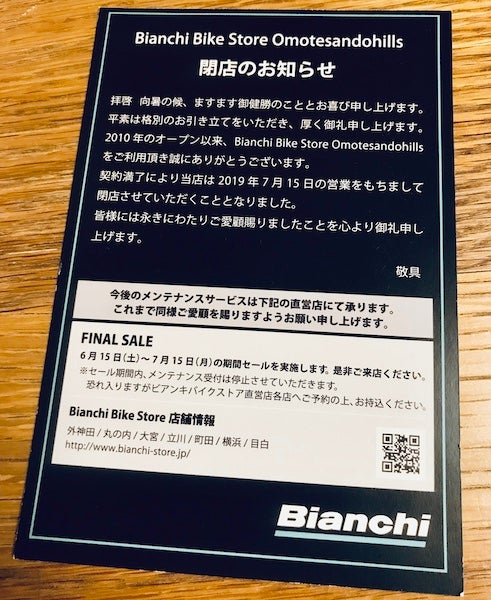 Bianchi Bike Store Omotesandohills
閉店のお知らせ
拝啓 向暑の候、ますます御健勝のこととお喜び申し上げます。
平素は格別のお引き立てをいただき、厚く御礼申し上げます。
2010年のオープン以来、Bianchi Bike Store Omotesandohills
をご利用頂き誠にありがとうございます。
契約満了により当店は2019年7月15日の営業をもちまして
閉店させていただくこととなりました。
皆様には永きにわたりご愛顧賜りましたことを心より御礼申し
上げます。
敬具
今後のメンテナンスサービスは下記の直営店にて承ります。
これまで同様ご愛顧を賜りますようお願い申し上げます。
FINAL SALE
6月15日(土)〜7月15日(月)の期間セールを実施します。是非ご来店ください。
※セール期間内、メンテナンス受付は停止させていただきます。
恐れ入りますがビアンキバイクストア直営店各店へご予約の上、お持込ください。
Bianchi Bike Store 店舗情報
外神田/丸の内/大宮/立川/町田/横浜/目白
http://www.bianchi-store.jp/
Bianchi